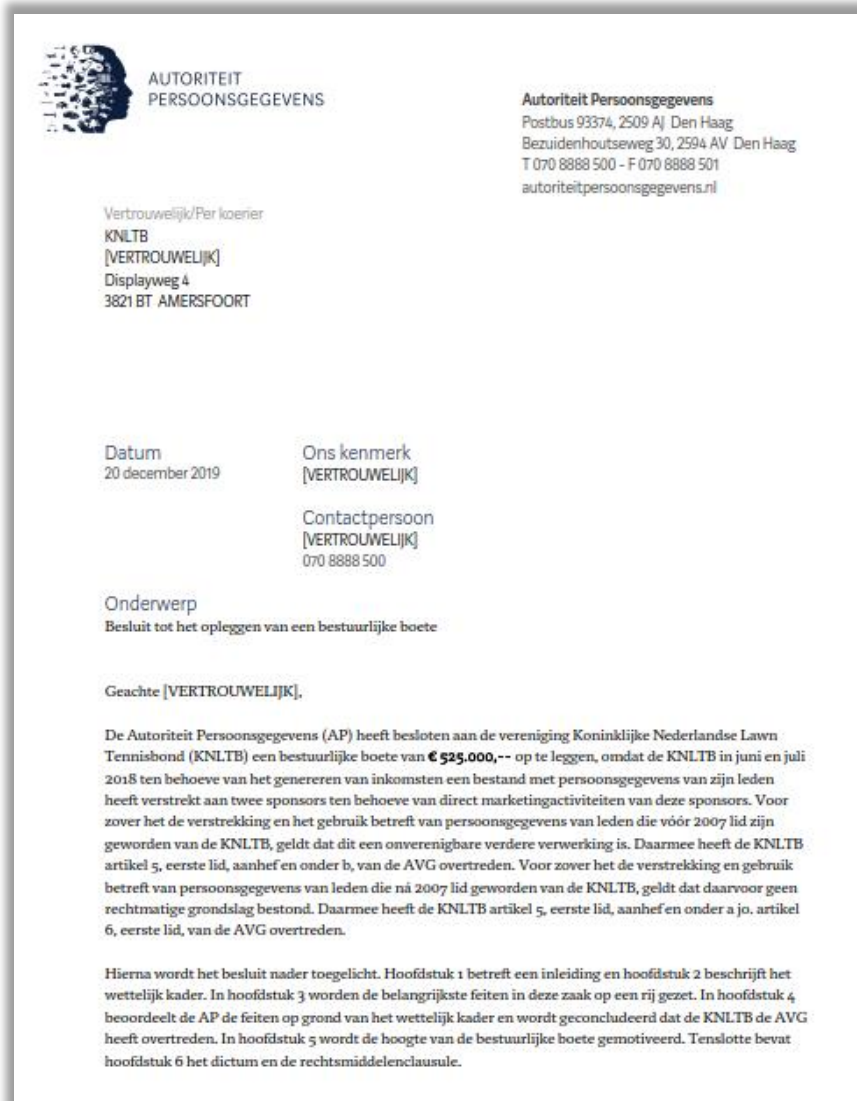 AUTORITEIT
PERSOONSGEGEVENS
Autoriteit Persoonsgegevens
Postbus 93374, 2509 AJ Den Haag
Bezuidenhoutseweg 30, 2594 AV Den Haag
T 070 8888 500 - F 070 8888 501
autoriteitpersoonsgegevens.nl
Vertrouwelijk/Per koerier
KNLTB
[VERTROUWELIJK]
Displayweg 4
3821 BT AMERSFOORT
Datum
20 december 2019
Ons kenmerk
[VERTROUWELIJK]
Contactpersoon
[VERTROUWELIJK]
070 8888 500
Onderwerp
Besluit tot het opleggen van een bestuurlijke boete
Geachte [VERTROUWELIJK],
De Autoriteit Persoonsgegevens (AP) heeft besloten aan de vereniging Koninklijke Nederlandse Lawn
Tennisbond (KNLTB) een bestuurlijke boete van € 525.000,-- op te leggen, omdat de KNLTB in juni en juli
2018 ten behoeve van het genereren van inkomsten een bestand met persoonsgegevens van zijn leden
heeft verstrekt aan twee sponsors ten behoeve van direct marketingactiviteiten van deze sponsors. Voor
zover het de verstrekking en het gebruik betreft van persoonsgegevens van leden die vóór 2007 lid zijn
geworden van de KNLTB, geldt dat dit een onverenigbare verdere verwerking is. Daarmee heeft de KNLTB
artikel 5, eerste lid, aanhef en onder b, van de AVG overtreden. Voor zover het de verstrekking en gebruik
betreft van persoonsgegevens van leden die ná 2007 lid geworden van de KNLTB, geldt dat daarvoor geen
rechtmatige grondslag bestond. Daarmee heeft de KNLTB artikel 5, eerste lid, aanhef en onder a jo. artikel
6, eerste lid, van de AVG overtreden.
Hierna wordt het besluit nader toegelicht. Hoofdstuk 1 betreft een inleiding en hoofdstuk 2 beschrijft het
wettelijk kader. In hoofdstuk 3 worden de belangrijkste feiten in deze zaak op een rij gezet. In hoofdstuk 4
beoordeelt de AP de feiten op grond van het wettelijk kader en wordt geconcludeerd dat de KNLTB de AVG
heeft overtreden. In hoofdstuk 5 wordt de hoogte van de bestuurlijke boete gemotiveerd. Tenslotte bevat
hoofdstuk 6 het dictum en de rechtsmiddelenclausule.